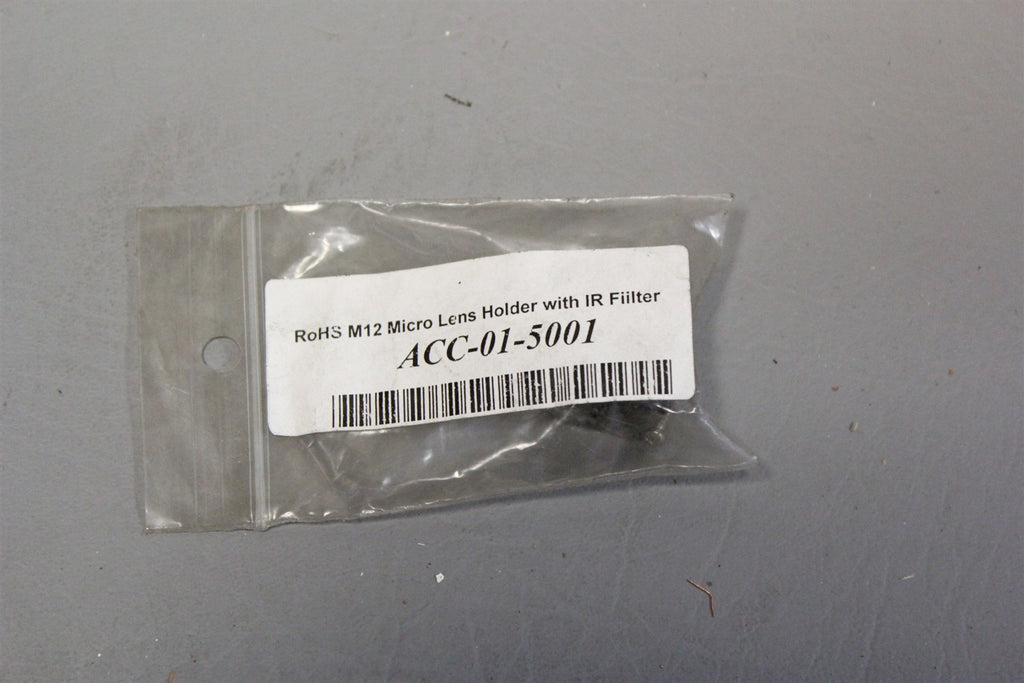 RoHS M12 Micro Lens Holder with IR Fiilter
ACC-01-5001